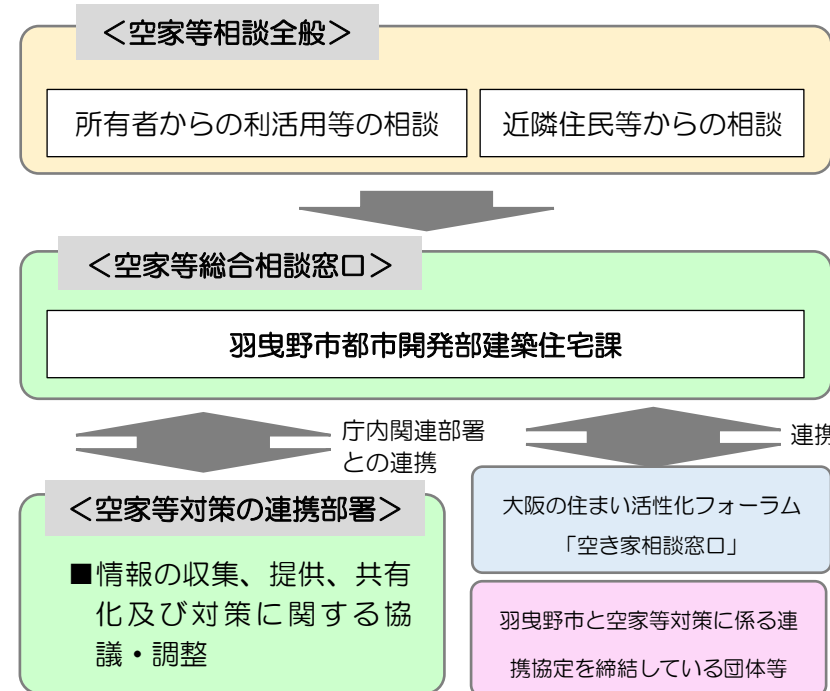 ＜空家等相談全般＞
所有者からの利活用等の相談
近隣住民等からの相談
＜空家等総合相談窓口＞
羽曳野市都市開発部建築住宅課
庁内関連部署
との連携
連携
＜空家等対策の連携部署＞
■情報の収集、提供、共有
化及び対策に関する協
議・調整
大阪の住まい活性化フォーラム
「空き家相談窓口」
羽曳野市と空家等対策に係る連
携協定を締結している団体等